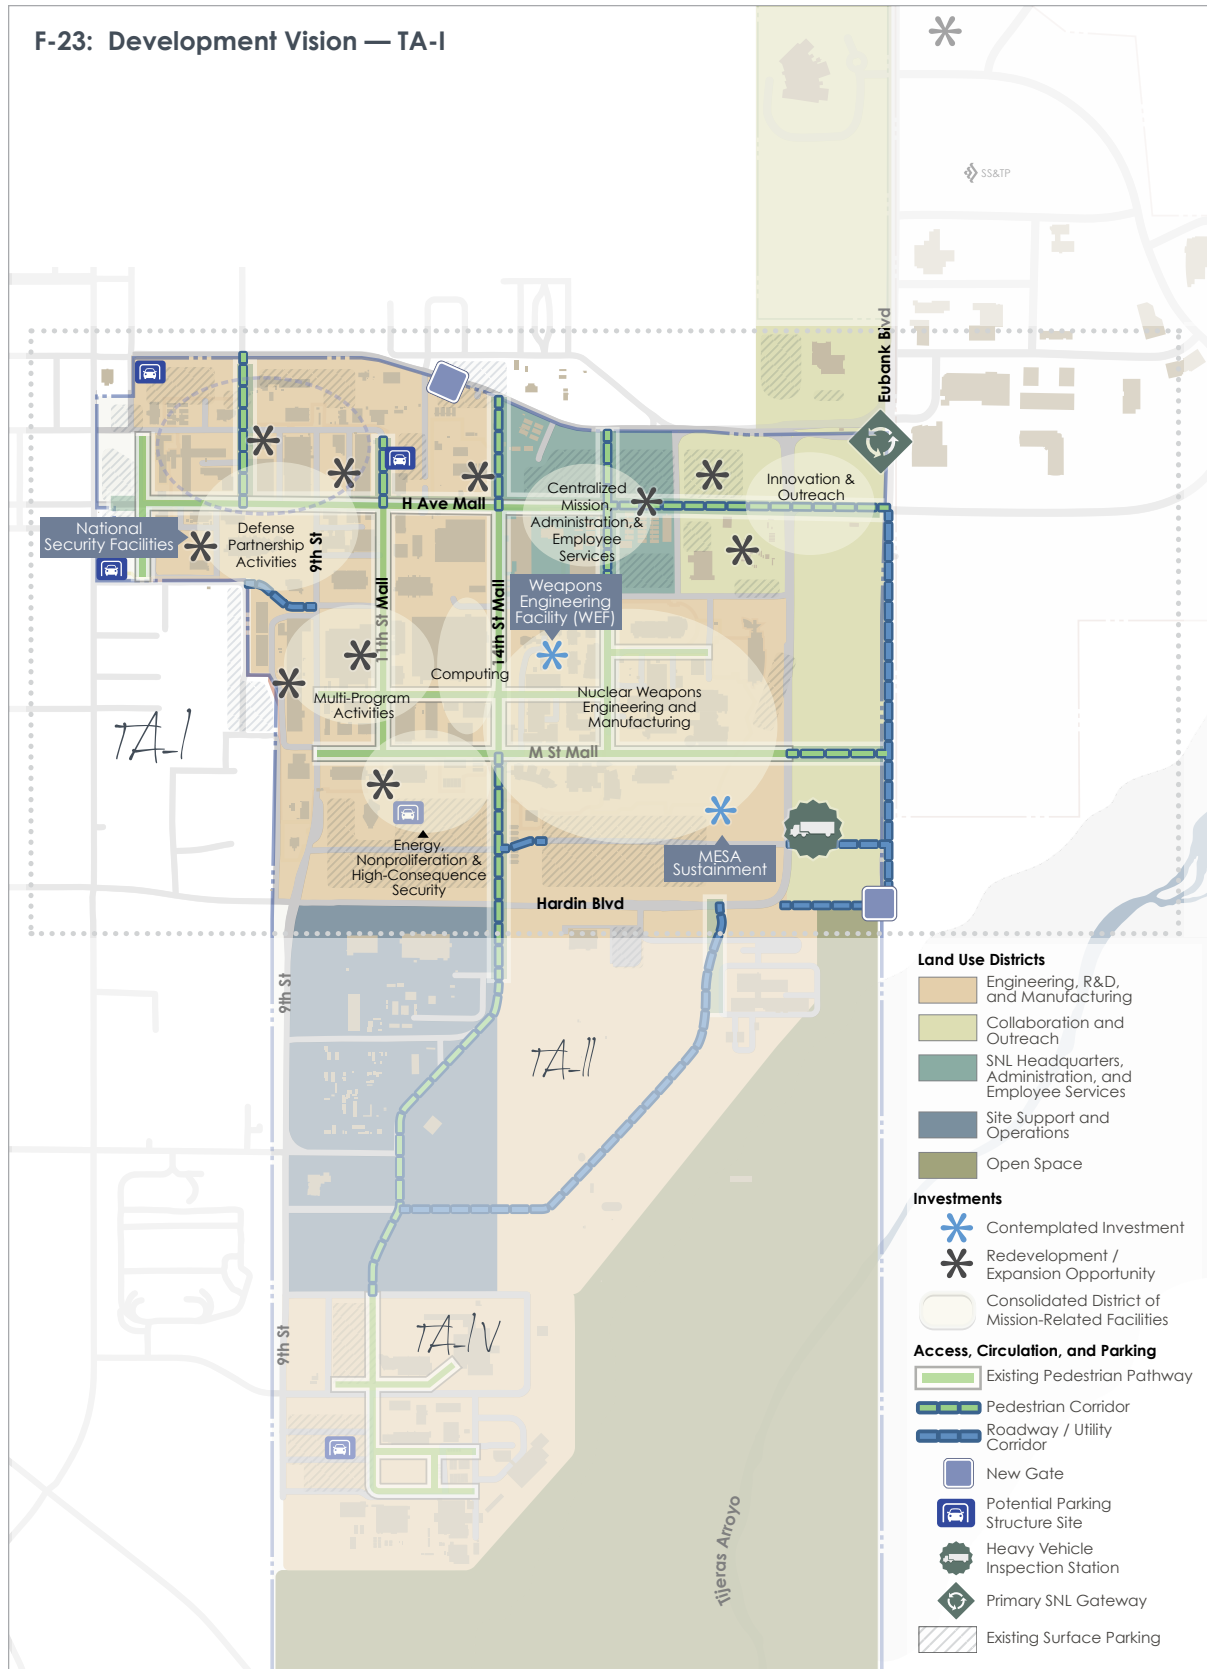 F-23: Development Vision — TA-I
SS&TP
Eubank Blvd
H Ave Mall
Innovation &
Outreach
Centralized
Mission,
Administration,&
Employee
Services
National
Security Facilities
Defense
Partnership
Activities
9th St
11th St Mall
14th St Mall
Weapons
Engineering
Facility (WEF)
Computing
Multi-Program
Activities
Nuclear Weapons
Engineering and
Manufacturing
TA-I
M St Mall
Energy,
Nonproliferation &
High-Consequence
Security
MESA
Sustainment
Hardin Blvd
9th St
TA-II
9th St
TA-IV
Tijeras Arroyo
Land Use Districts
Engineering, R&D,
and Manufacturing
Collaboration and
Outreach
SNL Headquarters,
Administration, and
Employee Services
Site Support and
Operations
Open Space
Investments
Contemplated Investment
Redevelopment /
Expansion Opportunity
Consolidated District of
Mission-Related Facilities
Access, Circulation, and Parking
Existing Pedestrian Pathway
Pedestrian Corridor
Roadway / Utility
Corridor
New Gate
Potential Parking
Structure Site
Heavy Vehicle
Inspection Station
Primary SNL Gateway
Existing Surface Parking